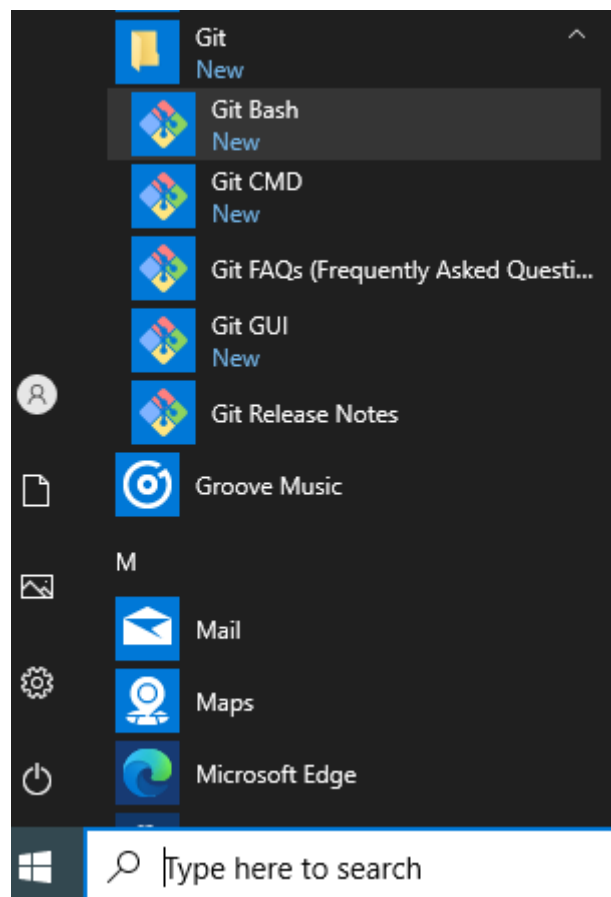 Git
New
Git Bash
New
Git CMD
New
Git FAQs (Frequently Asked Questi...
Git GUI
New
Git Release Notes
Groove Music
M
Mail
Maps
Microsoft Edge
Type here to search